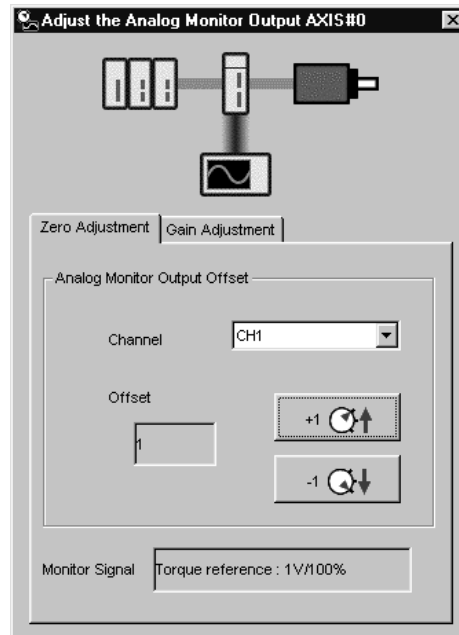 Adjust the Analog Monitor Output AXIS#0
Zero Adjustment
Gain Adjustment
Analog Monitor Output Offset
Channel
CH1
Offset
1
+1
-1
Monitor Signal
Torque reference : 1V/100%